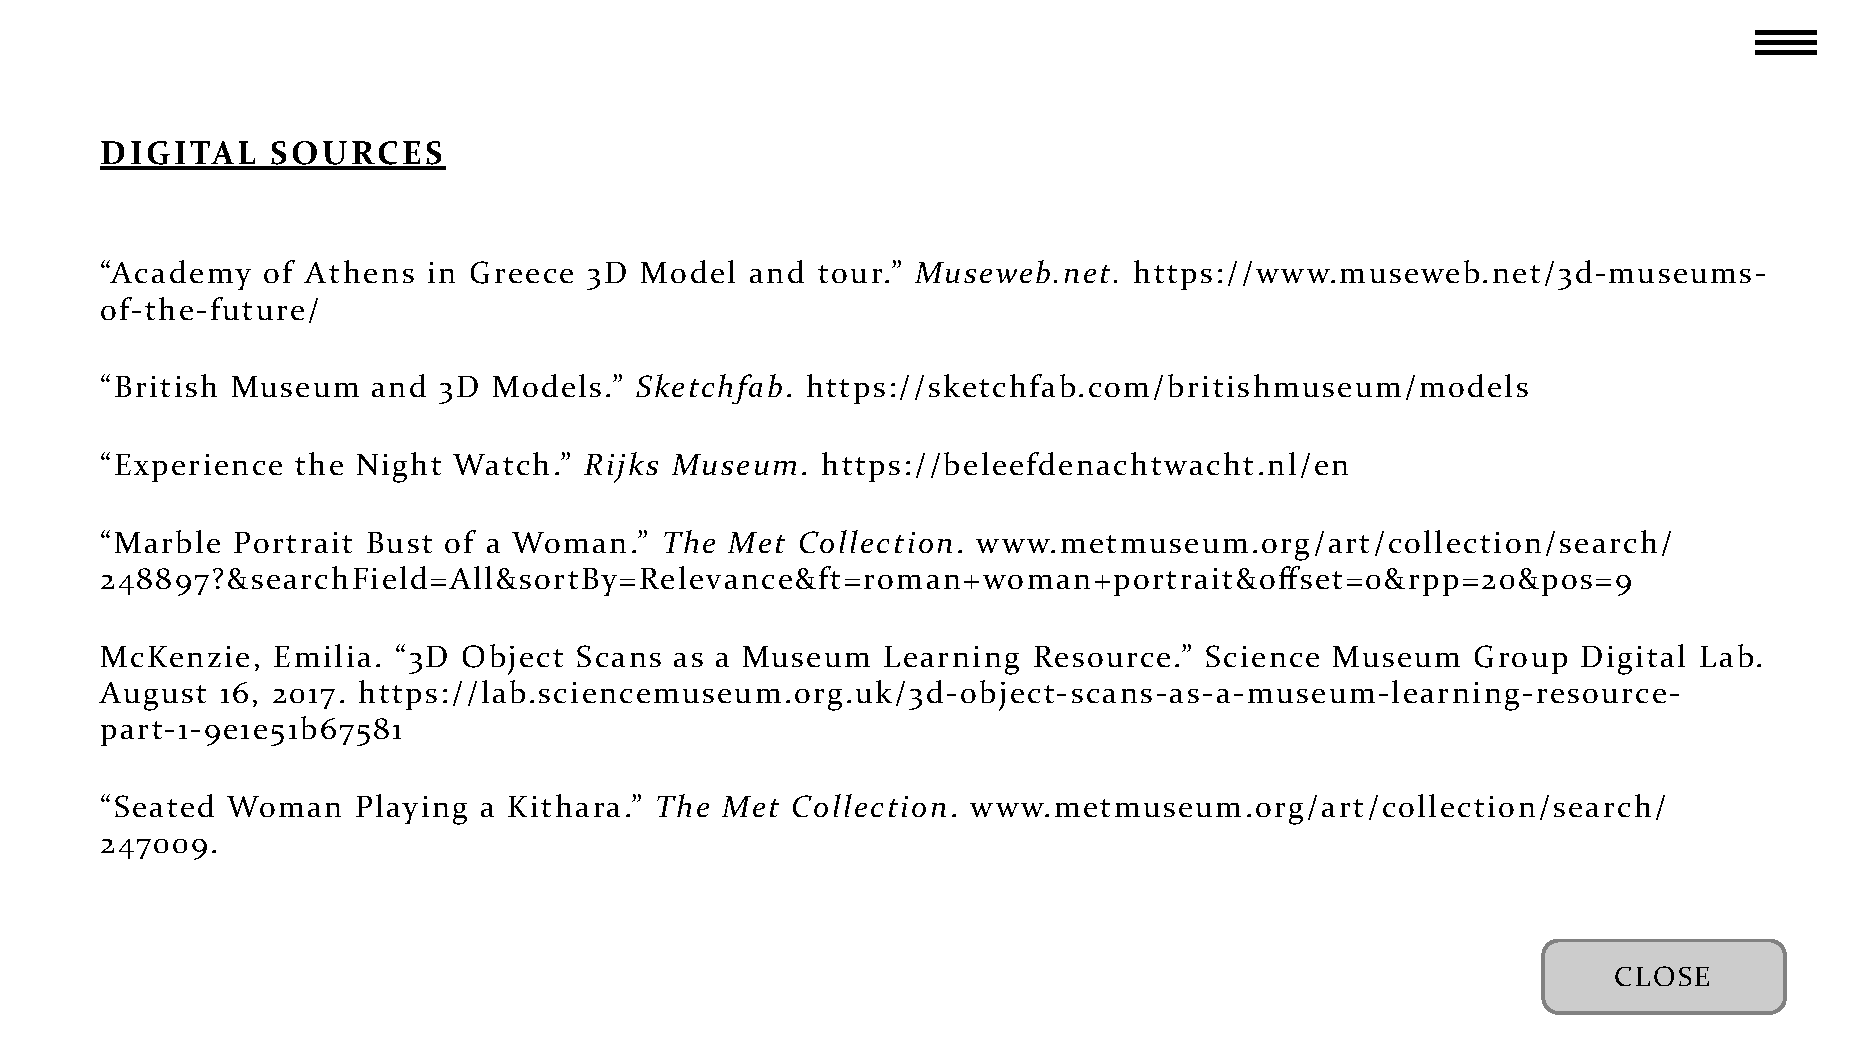 DIGITAL SOURCES
“Academy of Athens in Greece 3D Model and tour.” Museweb.net. https://www.museweb.net/3d-museums-
of-the-future/
“British Museum and 3D Models.” Sketchfab. https://sketchfab.com/britishmuseum/models
“Experience the Night Watch.” Rijks Museum. https://beleefdenachtwacht.nl/en
“Marble Portrait Bust of a Woman.” The Met Collection. www.metmuseum.org/art/collection/search/
248897?&searchField=All&sortBy=Relevance&ft=roman+woman+portrait&offset=0&rpp=20&pos=9
McKenzie, Emilia. “3D Object Scans as a Museum Learning Resource.” Science Museum Group Digital Lab.
August 16, 2017. https://lab.sciencemuseum.org.uk/3d-object-scans-as-a-museum-learning-resource-
part-1-9e1e51b67581
“Seated Woman Playing a Kithara.” The Met Collection. www.metmuseum.org/art/collection/search/
247009.
CLOSE